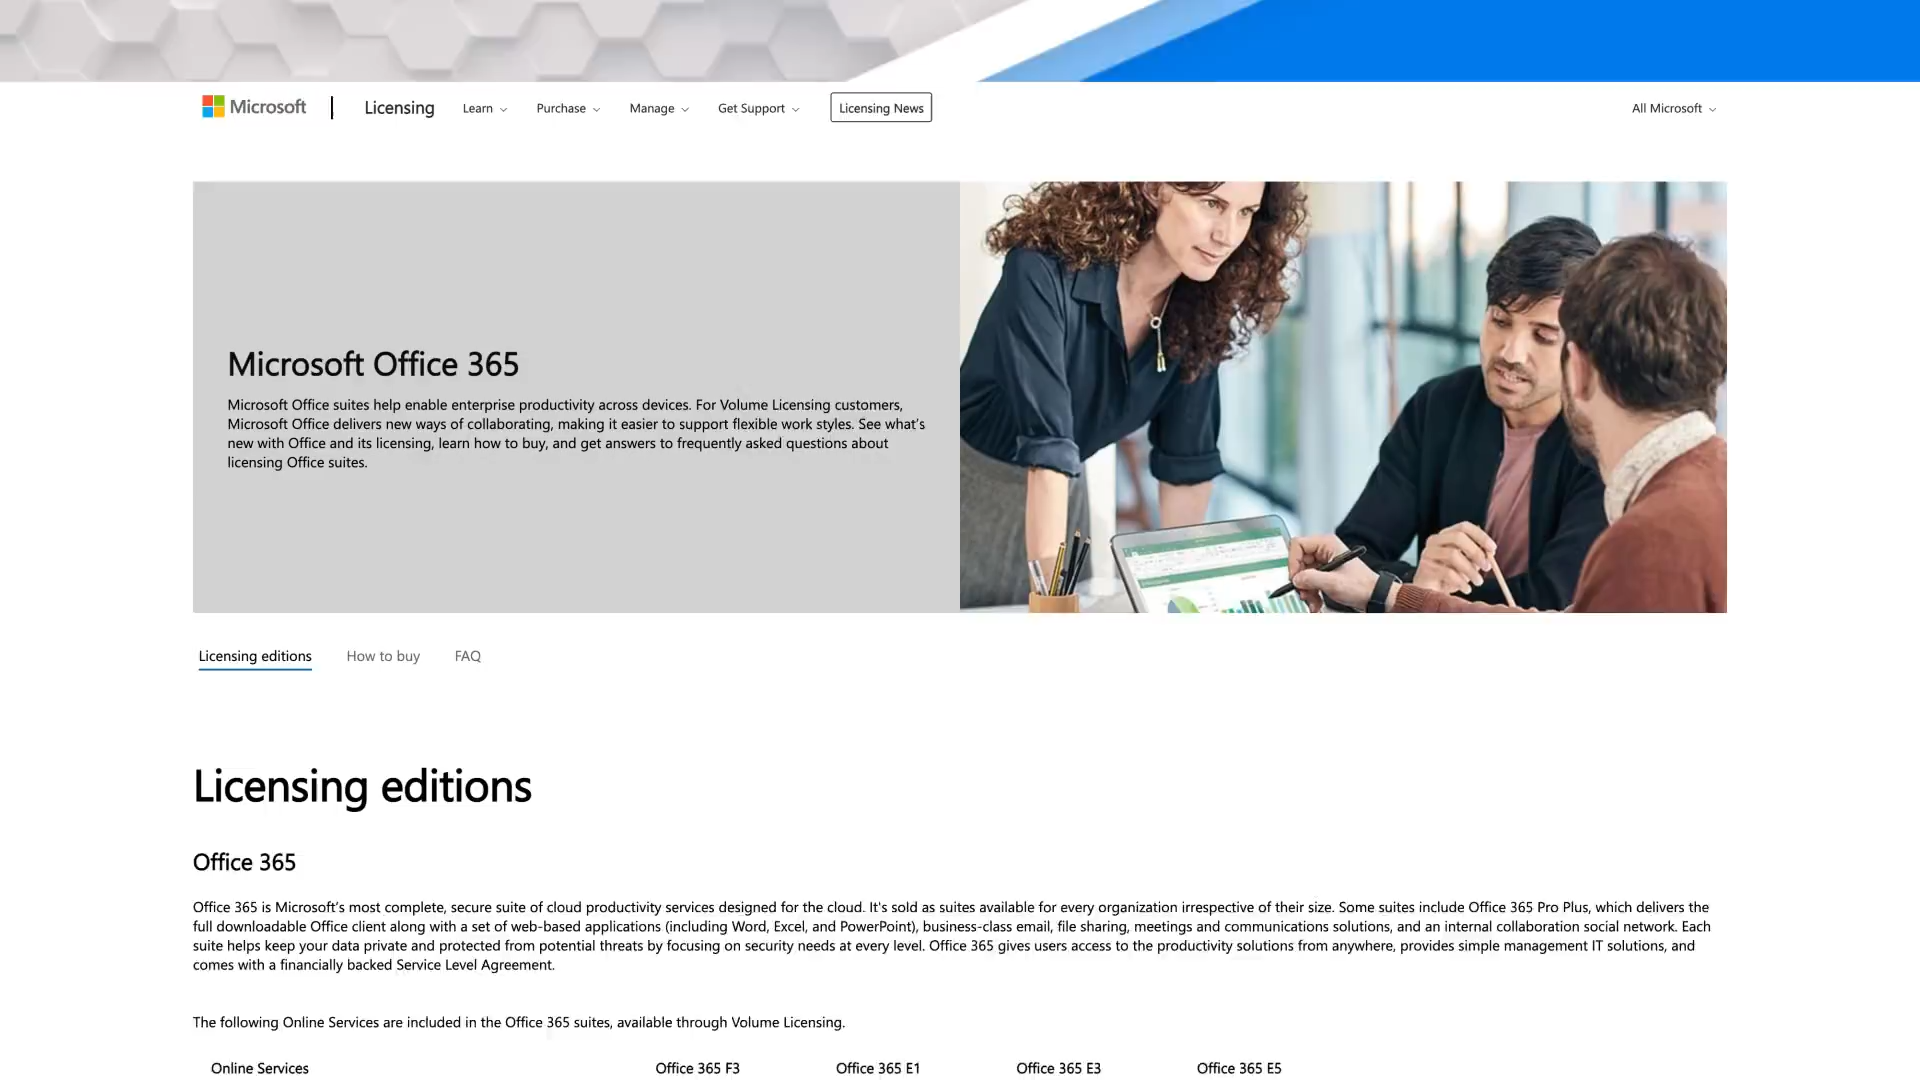 Microsoft
Licensing
Learn
Purchase
Manage
Get Support
Licensing News
All Microsoft
Microsoft Office 365
Microsoft Office suites help enable enterprise productivity across devices. For Volume Licensing customers,
Microsoft Office delivers new ways of collaborating, making it easier to support flexible work styles. See what's
new with Office and its licensing, learn how to buy, and get answers to frequently asked questions about
licensing Office suites.
Licensing editions
How to buy
FAQ
Licensing editions
Office 365
Office 365 is Microsoft's most complete, secure suite of cloud productivity services designed for the cloud. It's sold as suites available for every organization irrespective of their size. Some suites include Office 365 Pro Plus, which delivers the
full downloadable Office client along with a set of web-based applications (including Word, Excel, and PowerPoint), business-class email, file sharing, meetings and communications solutions, and an internal collaboration social network. Each
suite helps keep your data private and protected from potential threats by focusing on security needs at every level. Office 365 gives users access to the productivity solutions from anywhere, provides simple management IT solutions, and
comes with a financially backed Service Level Agreement.
The following Online Services are included in the Office 365 suites, available through Volume Licensing.
Online Services
Office 365 F3
Office 365 E1
Office 365 E3
Office 365 E5